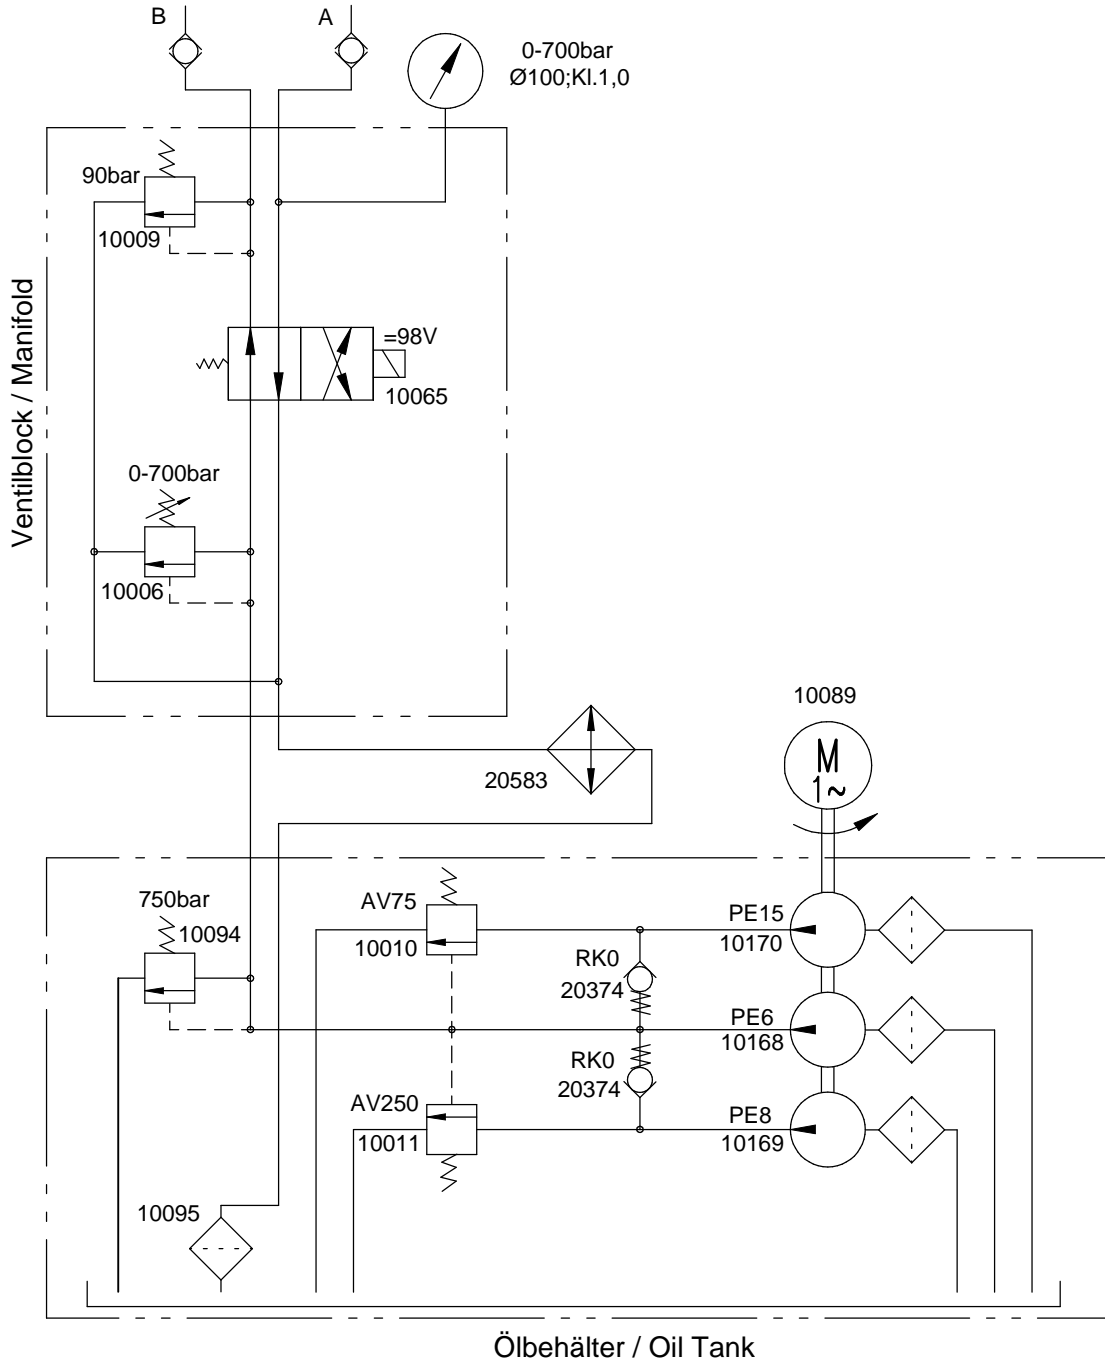 B
A
0-700bar
Ø100;Kl.1,0
90bar
10009
=98V
10065
Ventilblock / Manifold
0-700bar
10006
10089
M
1~
20583
750bar
10094
AV75
10010
PE15
10170
RK0
20374
PE6
10168
RK0
20374
AV250
10011
PE8
10169
10095
Ölbehälter / Oil Tank